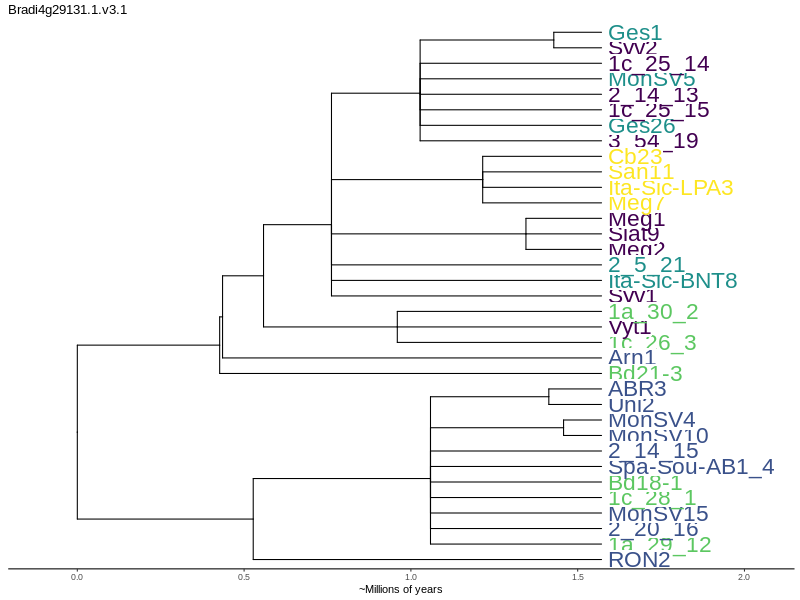 Bradi4g29131.1.v3.1
Ges1
Svv2
1c_25_14
MonSV5
2_14_13
1c_25_15
Ges26
3_54_19
Cb23
San11
Ita-Sic-LPA3
Meg7
Meg1
Siat9
Meg2
2_5_21
Ita-Sic-BNT8
Svv1
1a_30_2
Vyt1
1c_26_3
Arn1
Bd21-3
ABR3
Uni2
MonSV4
MonSV10
2_14_15
Spa-Sou-AB1_4
Bd18-1
1c_28_1
MonSV15
2_20_16
1a_29_12
RON2
0.0 0.5 1.0 1.5 2.0
~Millions of years